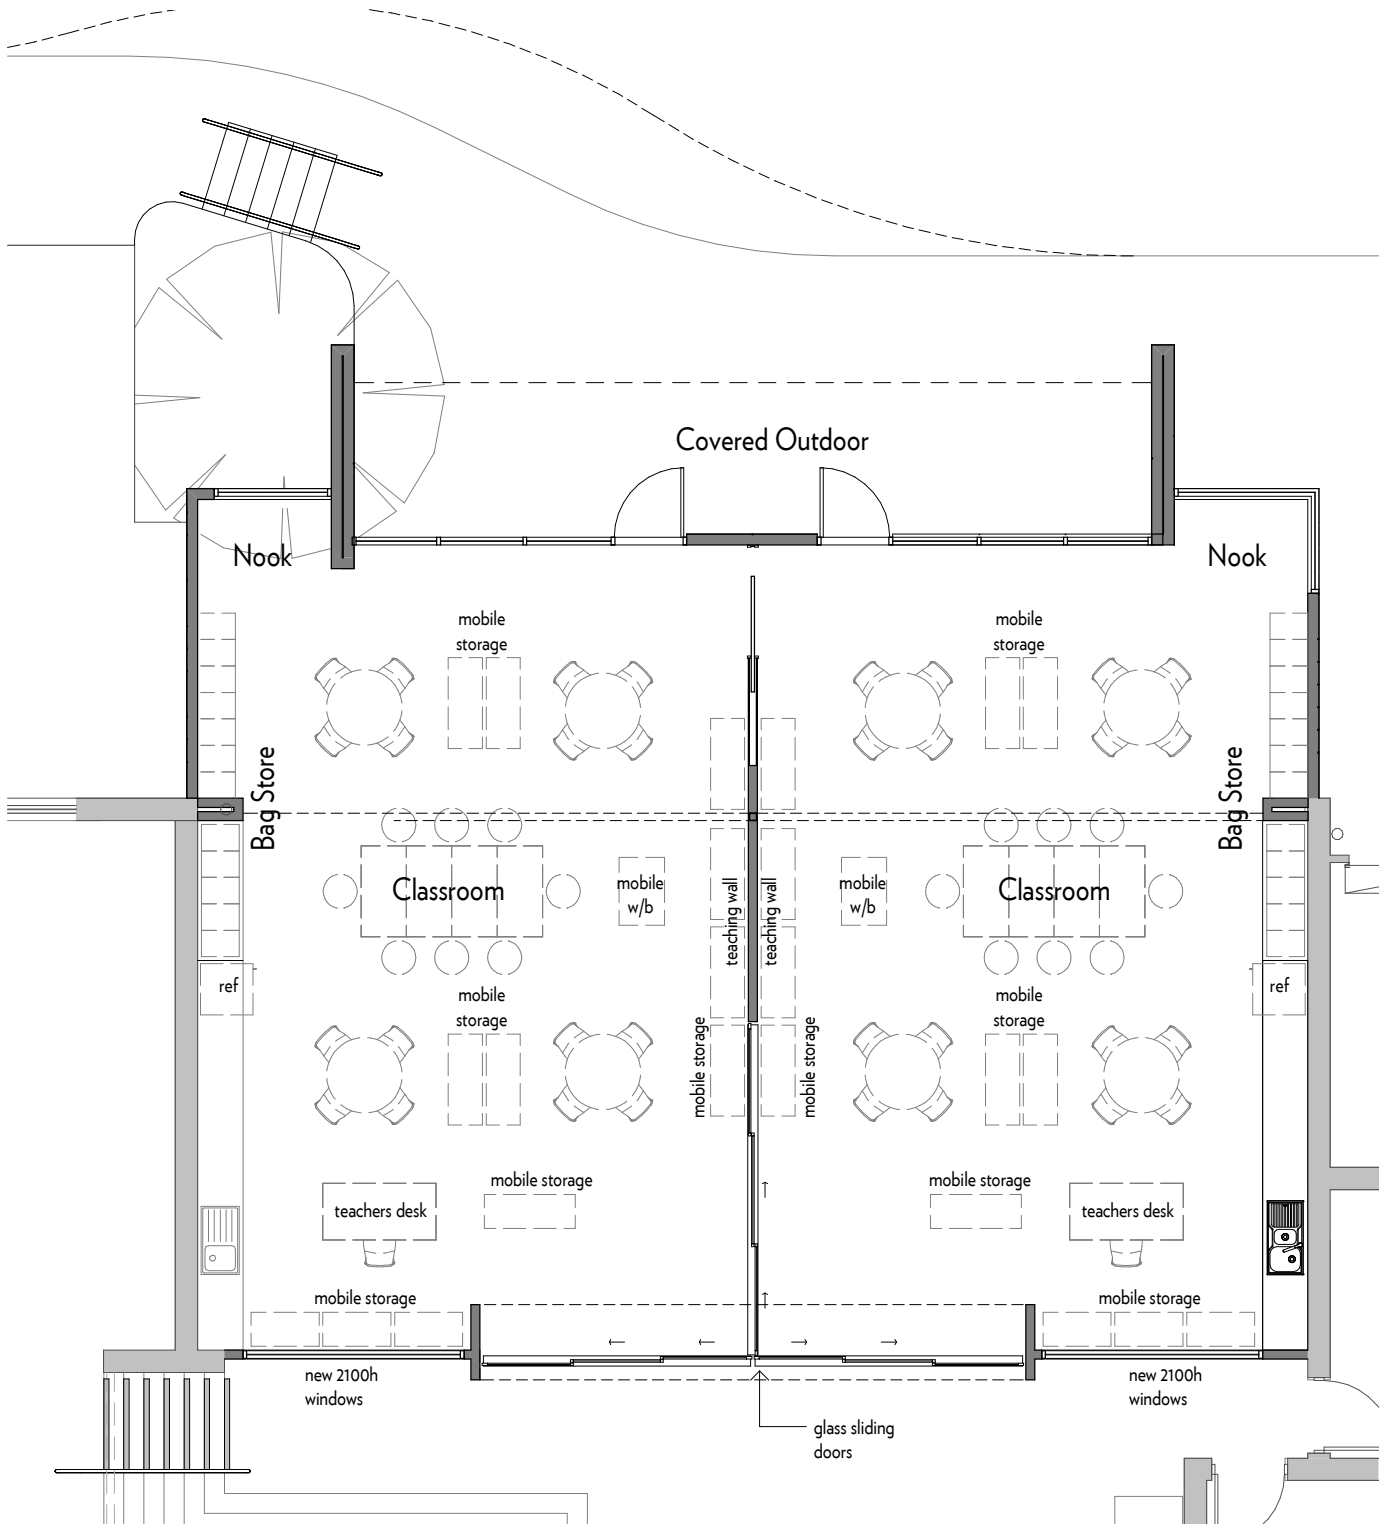 Covered Outdoor
Nook
Nook
mobile
storage
mobile
storage
Bag Store
Bag Store
Classroom
mobile
w/b
teaching wall
teaching wall
mobile
w/b
Classroom
ref
ref
mobile
storage
mobile
storage
mobile storage
mobile storage
mobile storage
mobile storage
teachers desk
teachers desk
mobile storage
mobile storage
new 2100h
windows
new 2100h
windows
glass sliding
doors